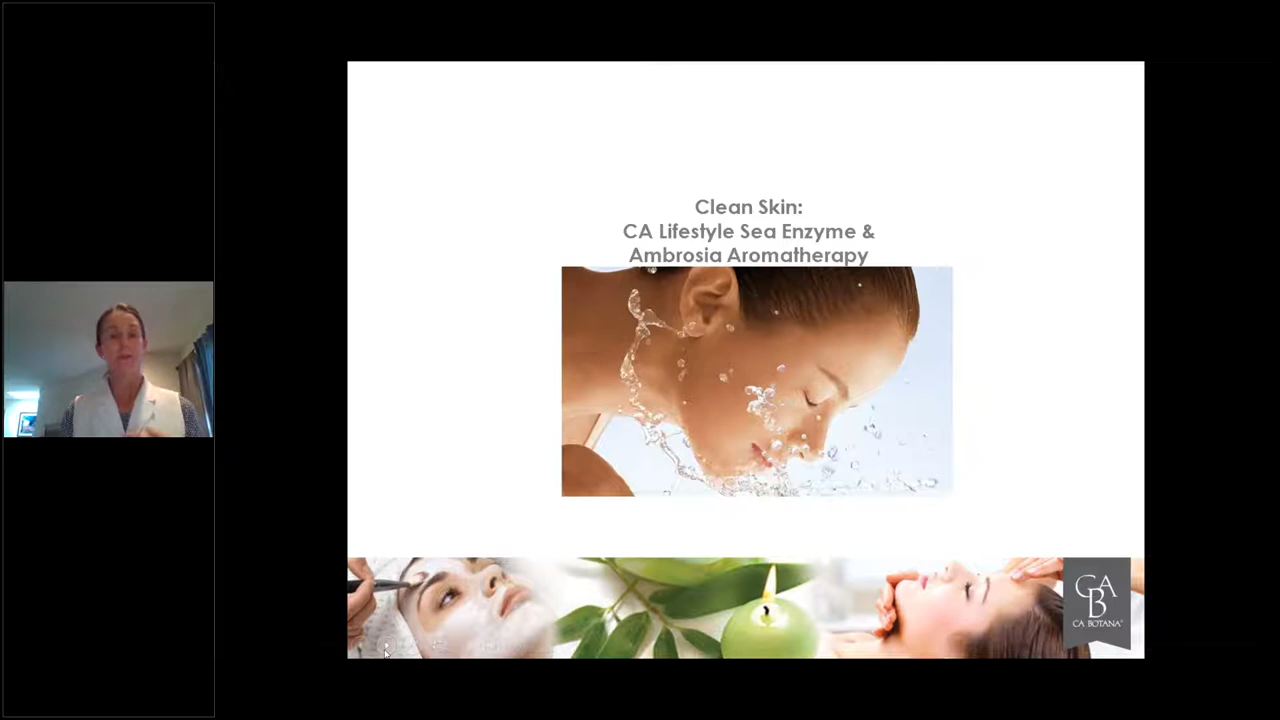 Clean Skin:
CA Lifestyle Sea Enzyme &
Ambrosia Aromatherapy
CA
B
CA BOTANA®